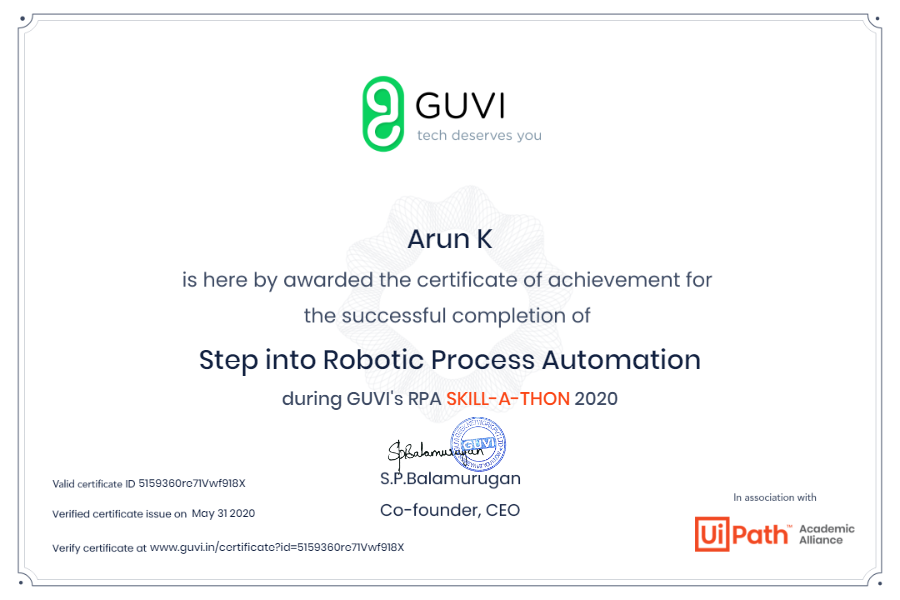 GUVI
tech deserves you
Arun K
is here by awarded the certificate of achievement for
the successful completion of
Step into Robotic Process Automation
during GUVI's RPA SKILL-A-THON 2020
SpBalamurugan
GUVI
S.P.Balamurugan
Co-founder, CEO
Valid certificate ID 5159360rc71Vwf918X
Verified certificate issue on May 31 2020
Verify certificate at www.guvi.in/certificate?id=5159360rc71Vwf918X
In association with
UiPath™ Academic
Alliance